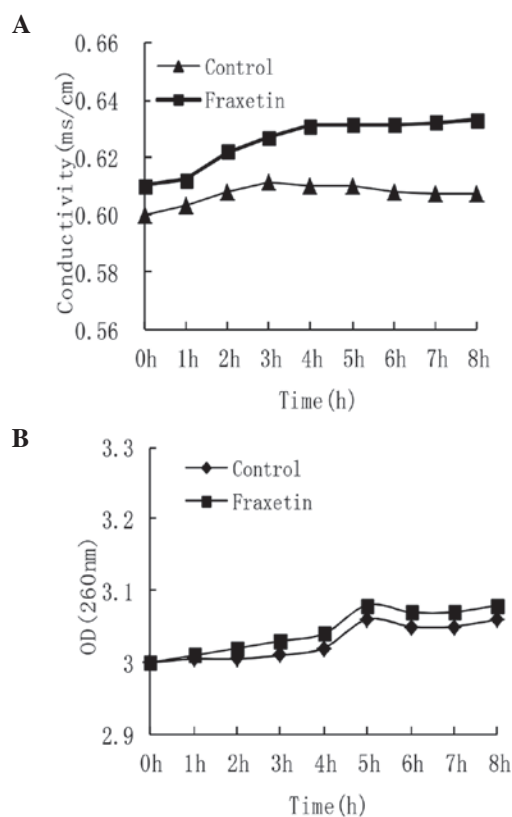 A
Conductivity(ms/cm)
0.66
0.64
0.62
0.60
0.58
0.56
Control
Fraxetin
0h 1h 2h 3h 4h 5h 6h 7h 8h
Time(h)
B
OD(260nm)
3.3
3.2
3.1
3
2.9
Control
Fraxetin
0h 1h 2h 3h 4h 5h 6h 7h 8h
Time(h)